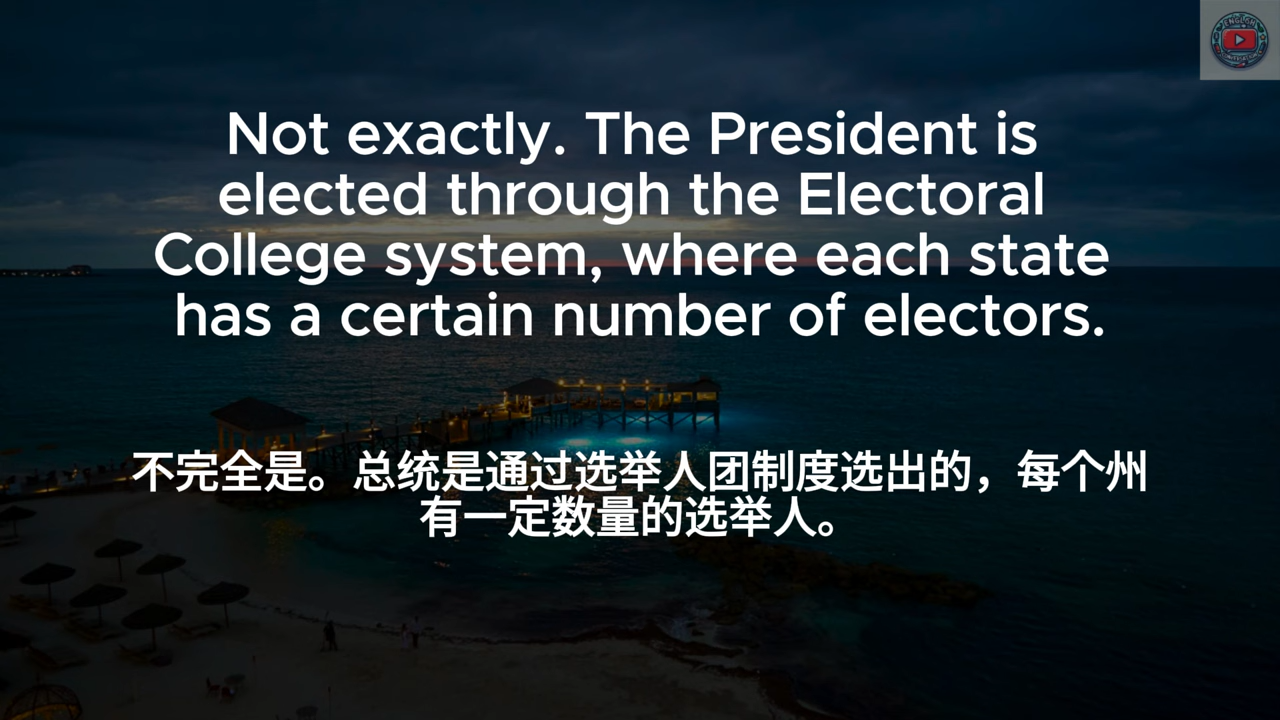 ENGLISH
CONVERSATION
Not exactly. The President is
elected through the Electoral
College system, where each state
has a certain number of electors.
不完全是。总统是通过选举人团制度选出的，每个州
有一定数量的选举人。